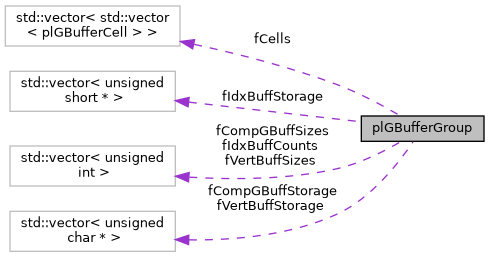 std::vector< std::vector
< plGBufferCell > >
fCells
std::vector< unsigned
short * >
fIdxBuffStorage
plGBufferGroup
fCompGBuffSizes
fIdxBuffCounts
fVertBuffSizes
std::vector< unsigned
int >
fCompGBuffStorage
fVertBuffStorage
std::vector< unsigned
char * >